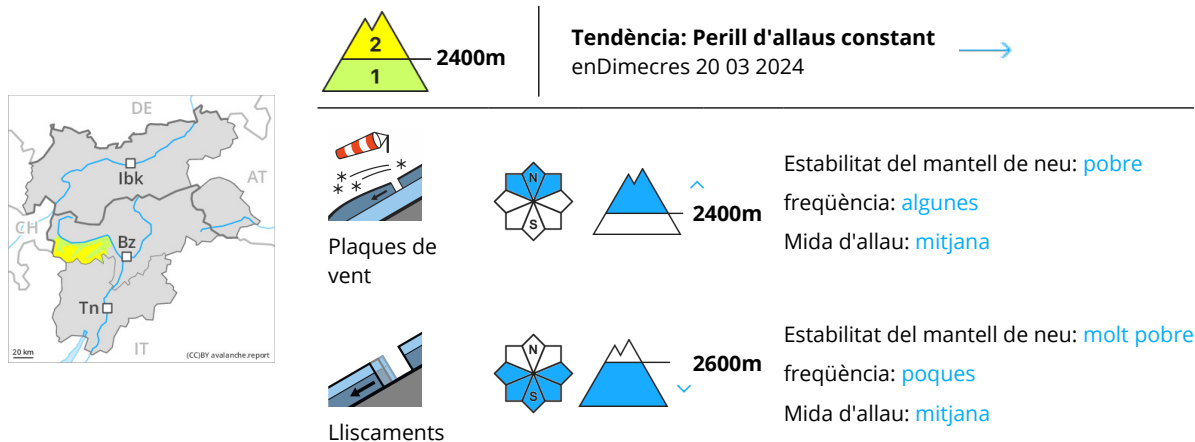 2
1
2400m
Tendència: Perill d'allaus constant
enDimecres 20 03 2024
DE
Ibk
AT
CH
Bz
Tn
IT
20 km
(CC)BY avalanche.report
Plaques de
vent
N
S
2400m
Estabilitat del mantell de neu: pobre
freqüència: algunes
Mida d'allau: mitjana
Lliscaments
N
S
2600m
Estabilitat del mantell de neu: molt pobre
freqüència: poques
Mida d'allau: mitjana